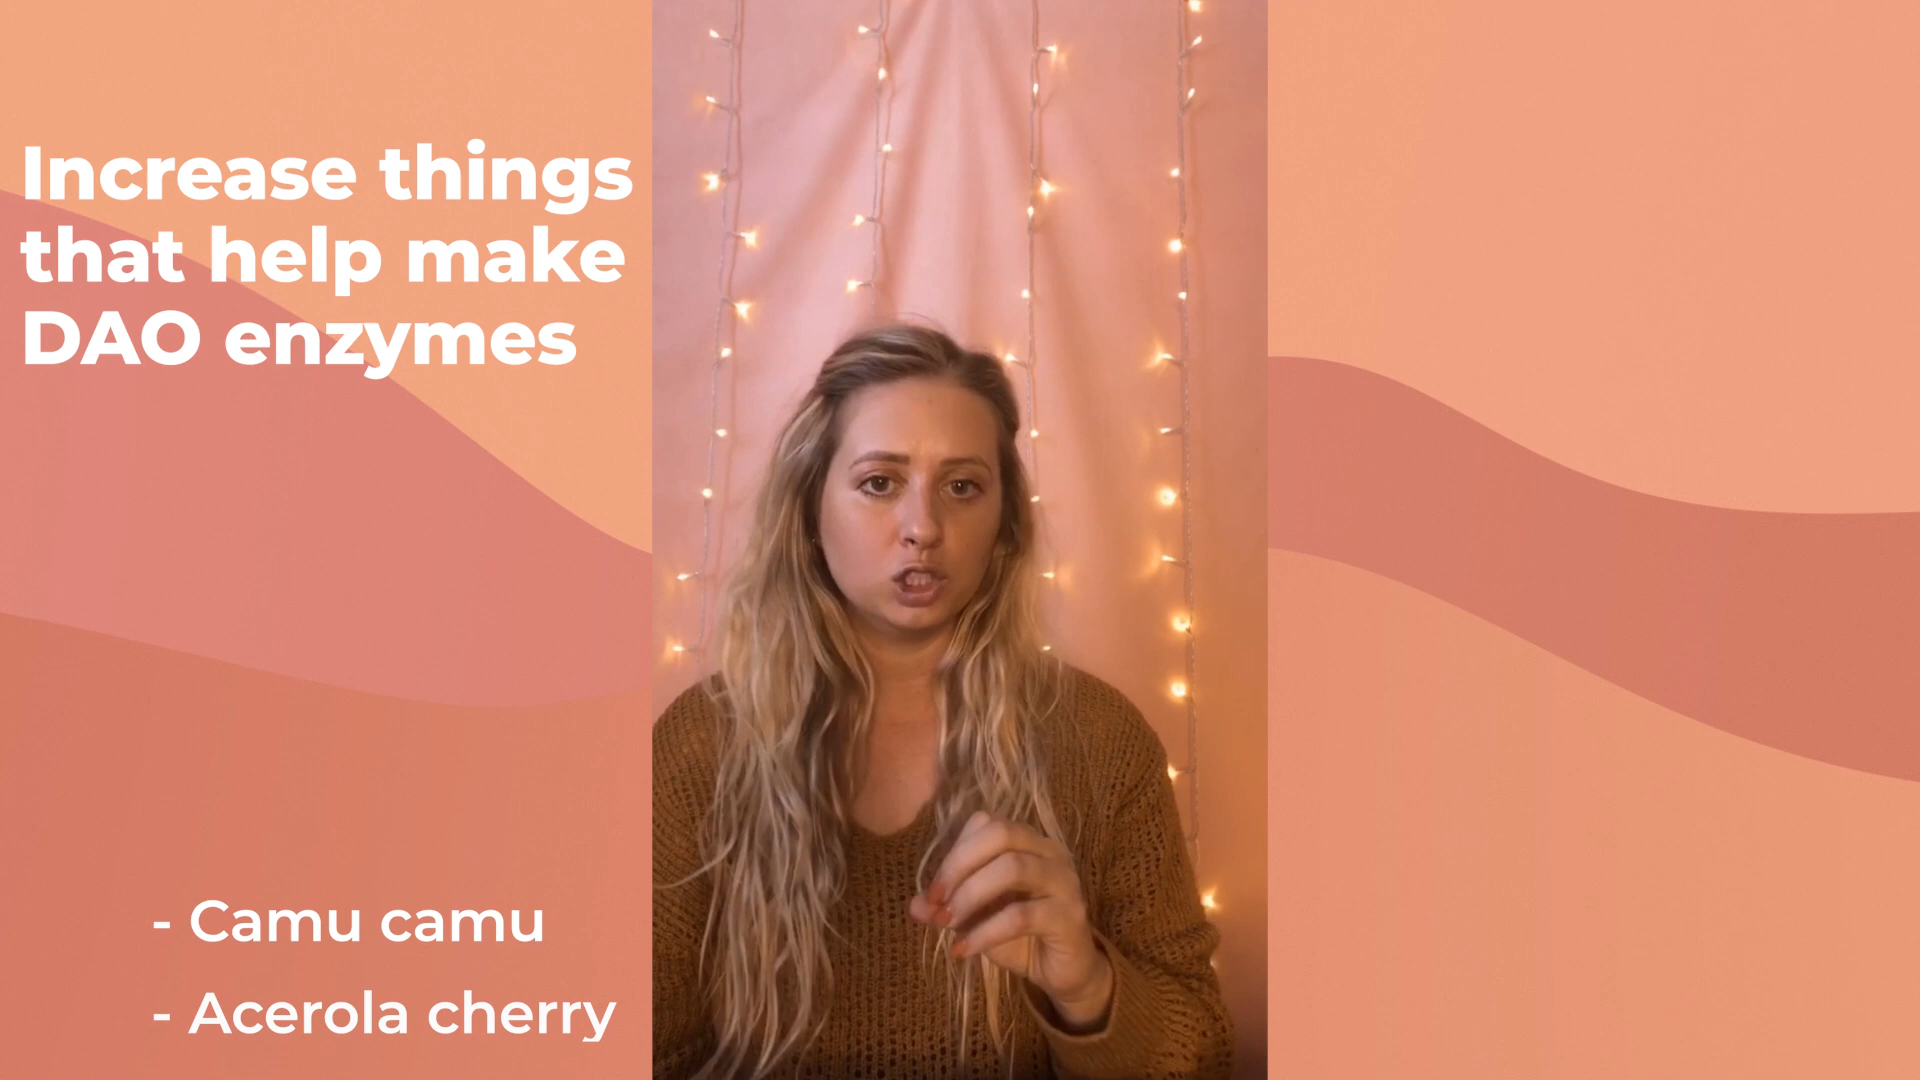 Increase things
that help make
DAO enzymes
- Camu camu
- Acerola cherry